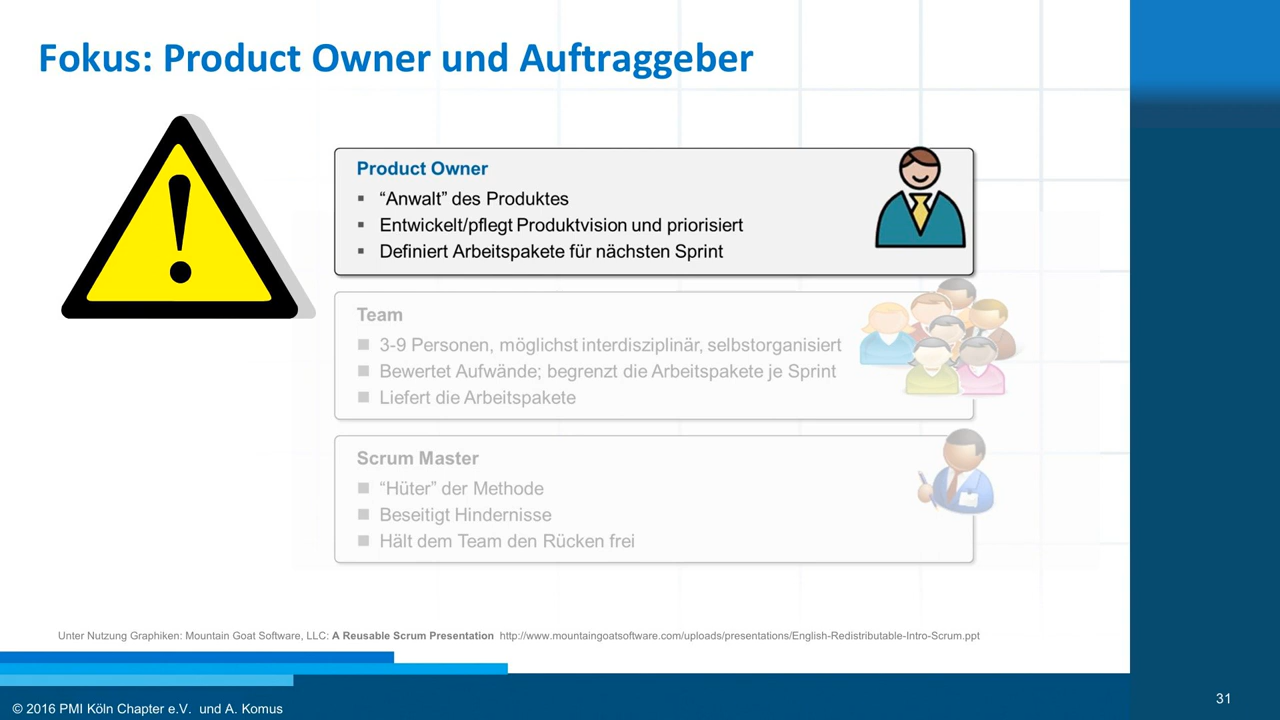 Fokus: Product Owner und Auftraggeber
Product Owner
▪ “Anwalt” des Produktes
▪ Entwickelt/pflegt Produktvision und priorisiert
▪ Definiert Arbeitspakete für nächsten Sprint
Team
■ 3-9 Personen, möglichst interdisziplinär, selbstorganisiert
■ Bewertet Aufwände; begrenzt die Arbeitspakete je Sprint
■ Liefert die Arbeitspakete
Scrum Master
■ “Hüter” der Methode
■ Beseitigt Hindernisse
■ Hält dem Team den Rücken frei
Unter Nutzung Graphiken: Mountain Goat Software, LLC: A Reusable Scrum Presentation http://www.mountaingoatsoftware.com/uploads/presentations/English-Redistributable-Intro-Scrum.ppt
© 2016 PMI Köln Chapter e.V. und A. Komus
31